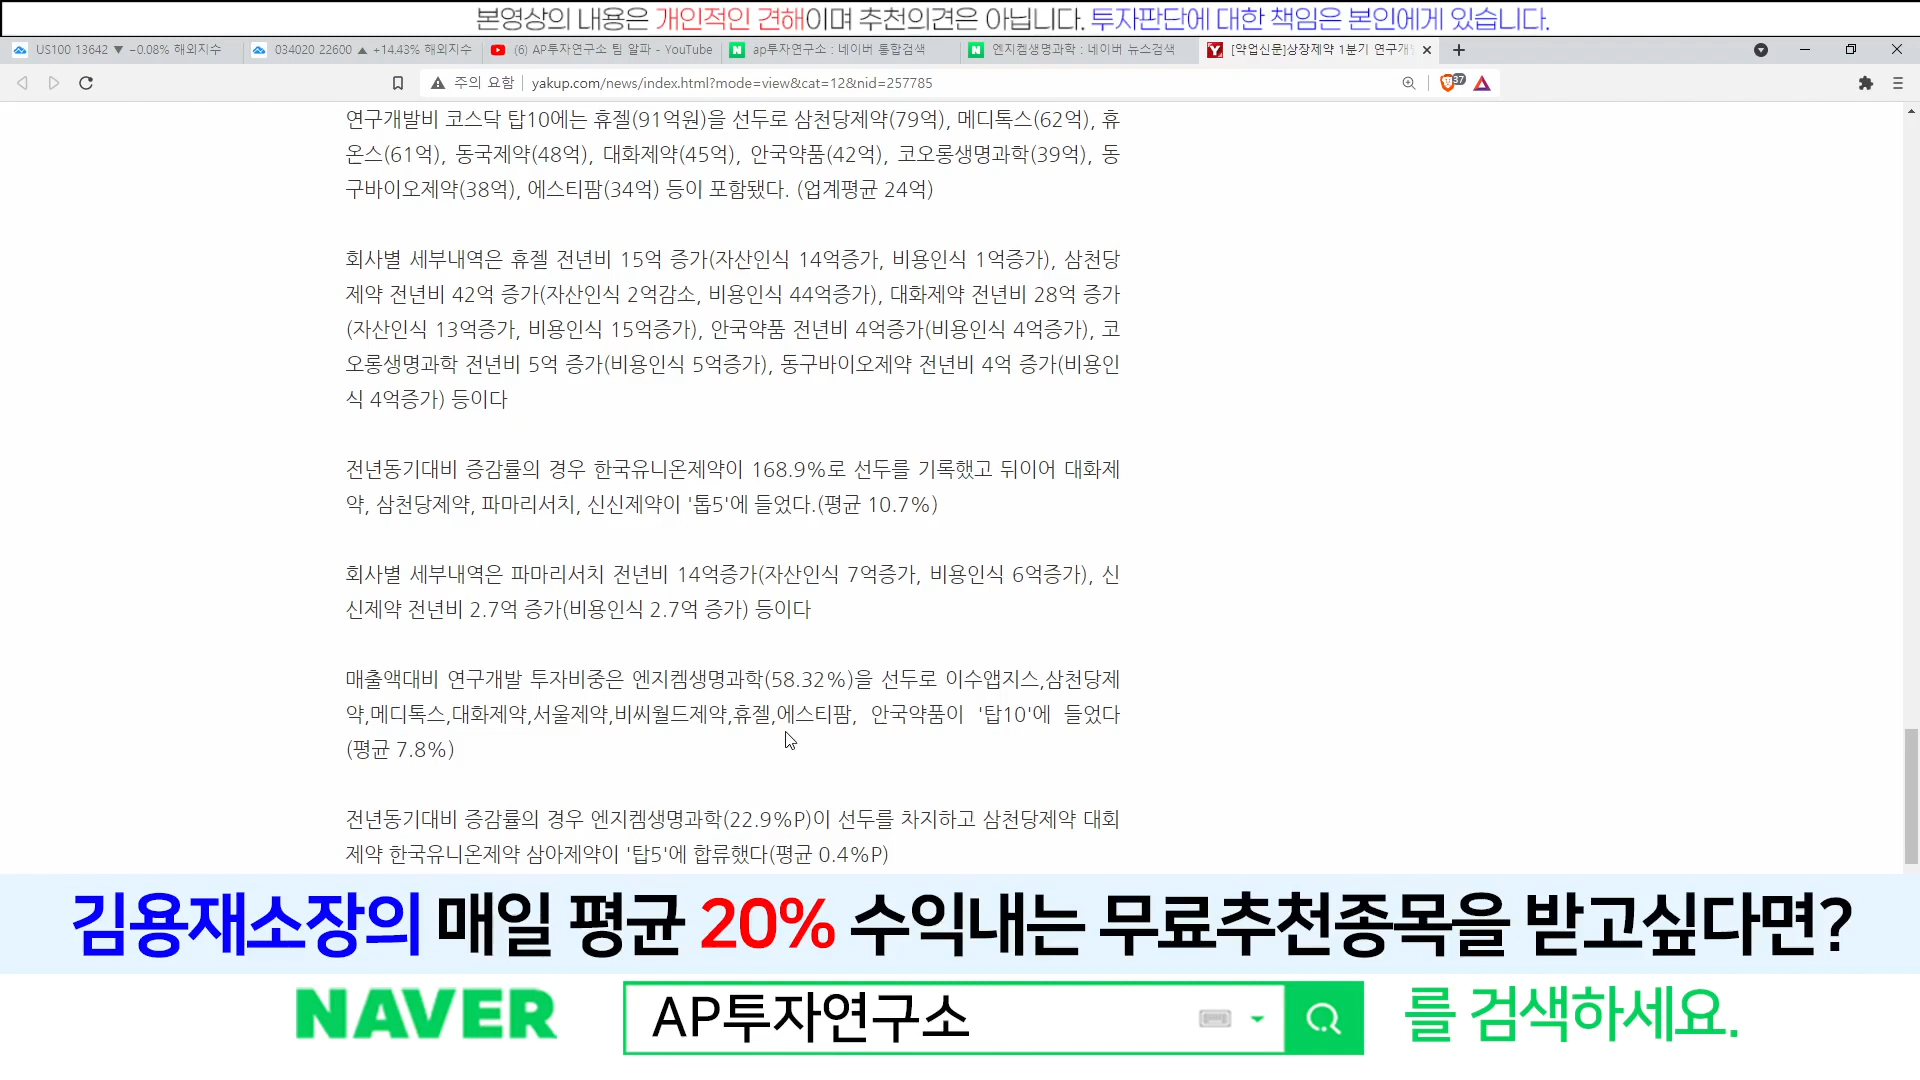 본영상의 내용은 개인적인 견해이며 추천의견은 아닙니다. 투자판단에 대한 책임은 본인에게 있습니다.
US100 13642 ▼ −0.08% 해외지수
034020 22600 ▲ +14.43% 해외지수
(6) AP투자연구소 팀 알파 - YouTube
ap투자연구소 : 네이버 통합검색
엔지켐생명과학 : 네이버 뉴스검색
[약업신문]상장제약 1분기 연구개
주의 요함
yakup.com/news/index.html?mode=view&cat=12&nid=257785
37
연구개발비 코스닥 탑10에는 휴젤(91억원)을 선두로 삼천당제약(79억), 메디톡스(62억), 휴
온스(61억), 동국제약(48억), 대화제약(45억), 안국약품(42억), 코오롱생명과학(39억), 동
구바이오제약(38억), 에스티팜(34억) 등이 포함됐다. (업계평균 24억)
회사별 세부내역은 휴젤 전년비 15억 증가(자산인식 14억증가, 비용인식 1억증가), 삼천당
제약 전년비 42억 증가(자산인식 2억감소, 비용인식 44억증가), 대화제약 전년비 28억 증가
(자산인식 13억증가, 비용인식 15억증가), 안국약품 전년비 4억증가(비용인식 4억증가), 코
오롱생명과학 전년비 5억 증가(비용인식 5억증가), 동구바이오제약 전년비 4억 증가(비용인
식 4억증가) 등이다
전년동기대비 증감률의 경우 한국유니온제약이 168.9%로 선두를 기록했고 뒤이어 대화제
약, 삼천당제약, 파마리서치, 신신제약이 '톱5'에 들었다.(평균 10.7%)
회사별 세부내역은 파마리서치 전년비 14억증가(자산인식 7억증가, 비용인식 6억증가), 신
신제약 전년비 2.7억 증가(비용인식 2.7억 증가) 등이다
매출액대비 연구개발 투자비중은 엔지켐생명과학(58.32%)을 선두로 이수앱지스,삼천당제
약,메디톡스,대화제약,서울제약,비씨월드제약,휴젤,에스티팜, 안국약품이 '탑10'에 들었다
(평균 7.8%)
전년동기대비 증감률의 경우 엔지켐생명과학(22.9%P)이 선두를 차지하고 삼천당제약 대회
제약 한국유니온제약 삼아제약이 '탑5'에 합류했다(평균 0.4%P)
김용재소장의 매일 평균 20% 수익내는 무료추천종목을 받고싶다면?
NAVER AP투자연구소 를 검색하세요.